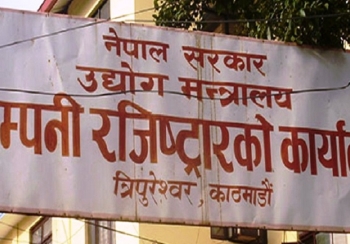 नेपाल सरकार
उद्योग मन्त्रालय
म्पनी रजिष्ट्रारको कार्या
त्रिपुरेश्वर, काठमाडौं